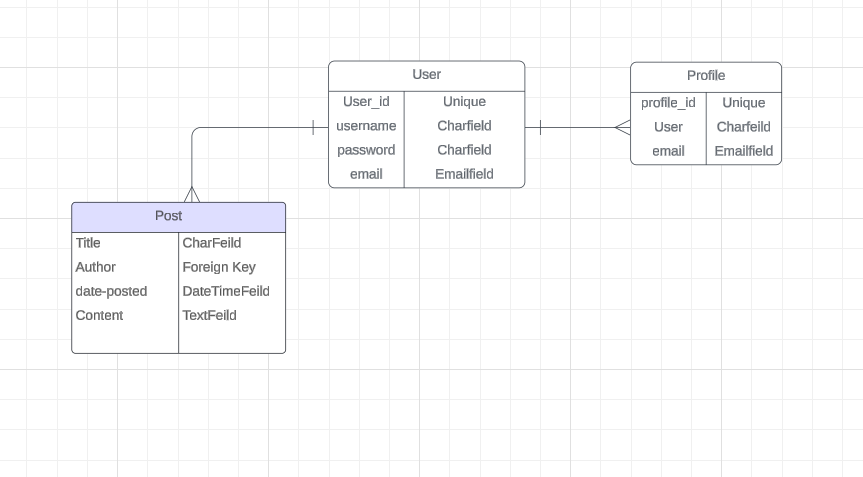 User
User_id Unique
username Charfield
password Charfield
email Emailfield
Profile
profile_id Unique
User Charfeild
email Emailfield
Post
Title CharFeild
Author Foreign Key
date-posted DateTimeFeild
Content TextFeild